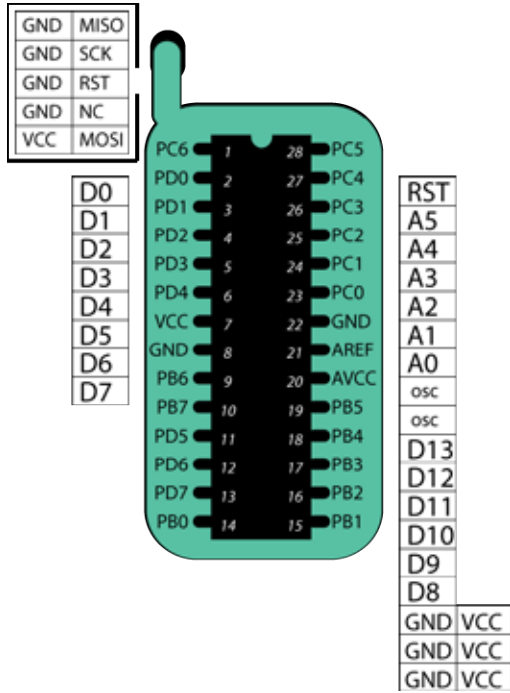 GND MISO
GND SCK
GND RST
GND NC
VCC MOSI
PC6 1 28 PC5
PD0 2 27 PC4
PD1 3 26 PC3
PD2 4 25 PC2
PD3 5 24 PC1
PD4 6 23 PC0
VCC 7 22 GND
GND 8 21 AREF
PB6 9 20 AVCC
PB7 10 19 PB5
PD5 11 18 PB4
PD6 12 17 PB3
PD7 13 16 PB2
PB0 14 15 PB1
D0
D1
D2
D3
D4
D5
D6
D7
RST
A5
A4
A3
A2
A1
A0
osc
osc
D13
D12
D11
D10
D9
D8
GND VCC
GND VCC
GND VCC